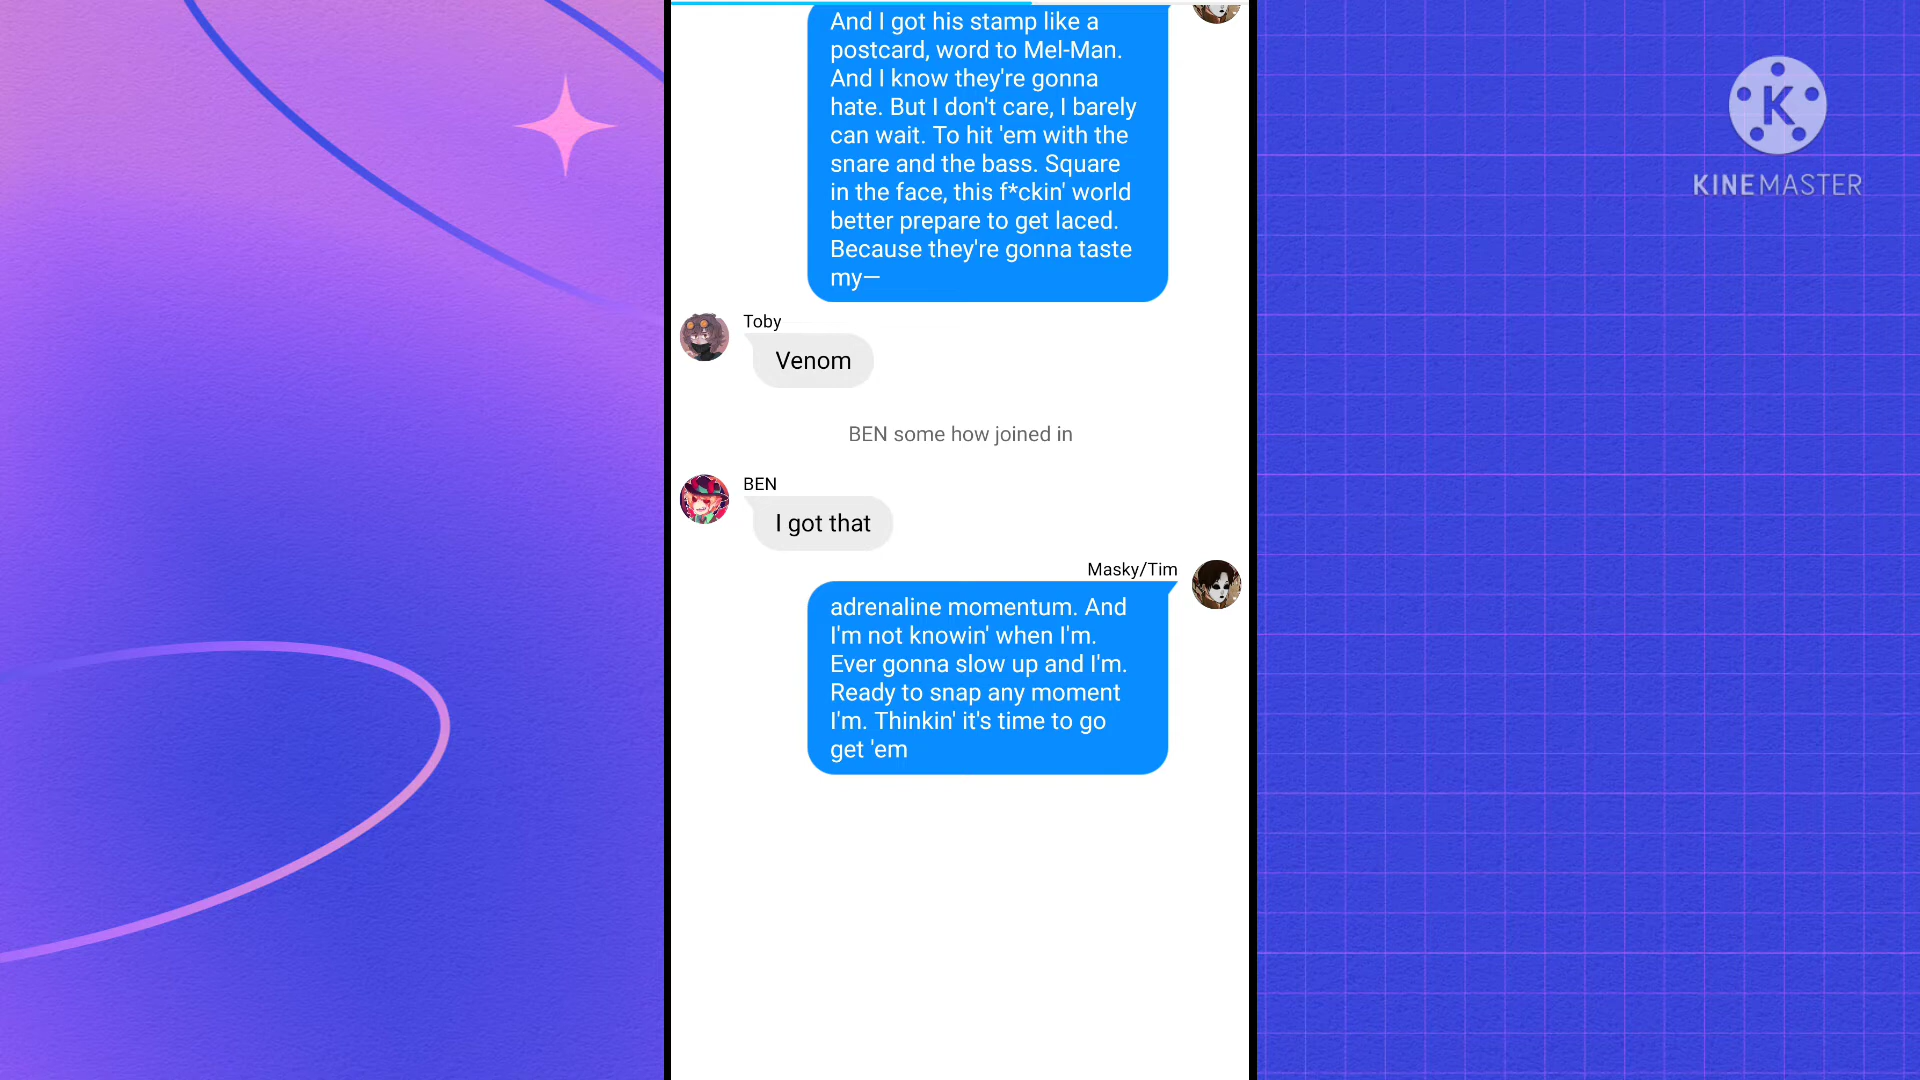 And I got his stamp like a
postcard, word to Mel-Man.
And I know they're gonna
hate. But I don't care, I barely
can wait. To hit 'em with the
snare and the bass. Square
in the face, this f*ckin' world
better prepare to get laced.
Because they're gonna taste
my—
Toby
Venom
BEN some how joined in
BEN
I got that
Masky/Tim
adrenaline momentum. And
I'm not knowin' when I'm.
Ever gonna slow up and I'm.
Ready to snap any moment
I'm. Thinkin' it's time to go
get 'em
K
KINEMASTER